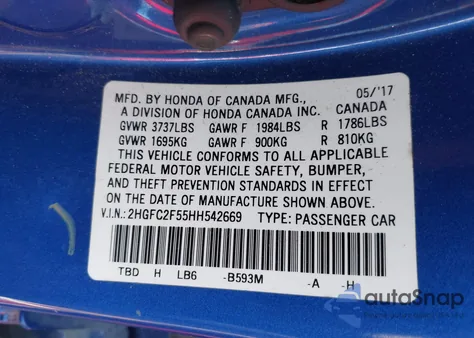 MFD. BY HONDA OF CANADA MFG., 05/'17
A DIVISION OF HONDA CANADA INC. CANADA
GVWR 3737LBS GAWR F 1984LBS R 1786LBS
GVWR 1695KG GAWR F 900KG R 810KG
THIS VEHICLE CONFORMS TO ALL APPLICABLE
FEDERAL MOTOR VEHICLE SAFETY, BUMPER,
AND THEFT PREVENTION STANDARDS IN EFFECT
ON THE DATE OF MANUFACTURE SHOWN ABOVE.
V.I.N.: 2HGFC2F55HH542669 TYPE: PASSENGER CAR
TBD H LB6 -B593M -A -H
autoSnap